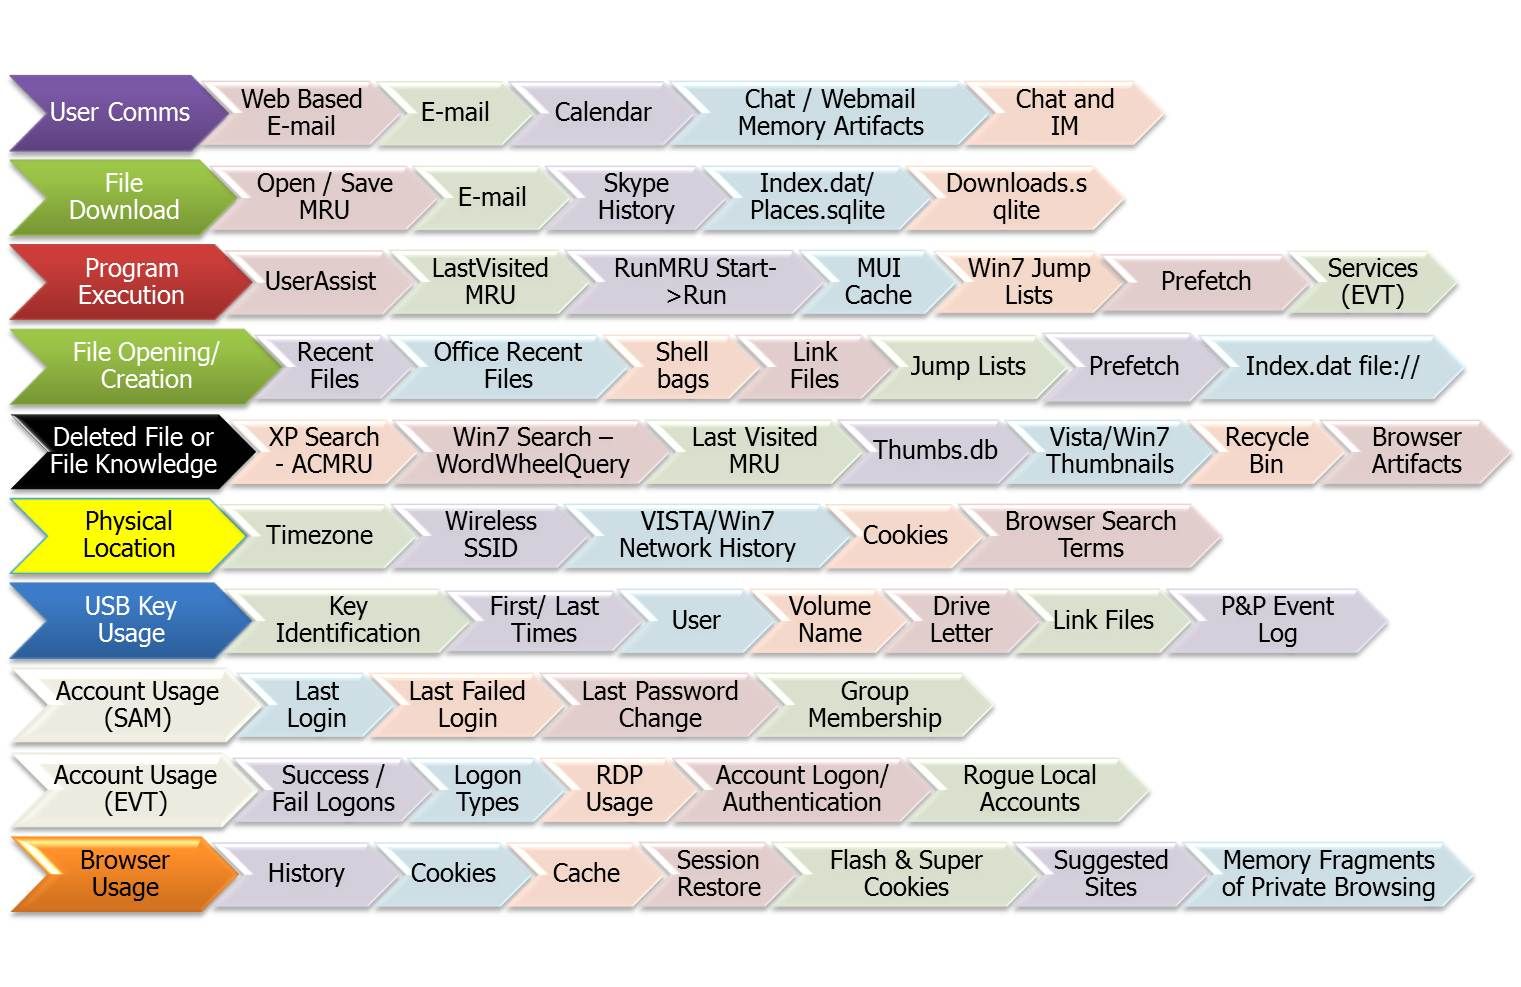 User Comms
Web Based
E-mail
E-mail
Calendar
Chat / Webmail
Memory Artifacts
Chat and
IM
File
Download
Open / Save
MRU
E-mail
Skype
History
Index.dat/
Places.sqlite
Downloads.s
qlite
Program
Execution
UserAssist
LastVisited
MRU
RunMRU Start-
>Run
MUI
Cache
Win7 Jump
Lists
Prefetch
Services
(EVT)
File Opening/
Creation
Recent
Files
Office Recent
Files
Shell
bags
Link
Files
Jump Lists
Prefetch
Index.dat file://
Deleted File or
File Knowledge
XP Search
- ACMRU
Win7 Search –
WordWheelQuery
Last Visited
MRU
Thumbs.db
Vista/Win7
Thumbnails
Recycle
Bin
Browser
Artifacts
Physical
Location
Timezone
Wireless
SSID
VISTA/Win7
Network History
Cookies
Browser Search
Terms
USB Key
Usage
Key
Identification
First/ Last
Times
User
Volume
Name
Drive
Letter
Link Files
P&P Event
Log
Account Usage
(SAM)
Last
Login
Last Failed
Login
Last Password
Change
Group
Membership
Account Usage
(EVT)
Success /
Fail Logons
Logon
Types
RDP
Usage
Account Logon/
Authentication
Rogue Local
Accounts
Browser
Usage
History
Cookies
Cache
Session
Restore
Flash & Super
Cookies
Suggested
Sites
Memory Fragments
of Private Browsing